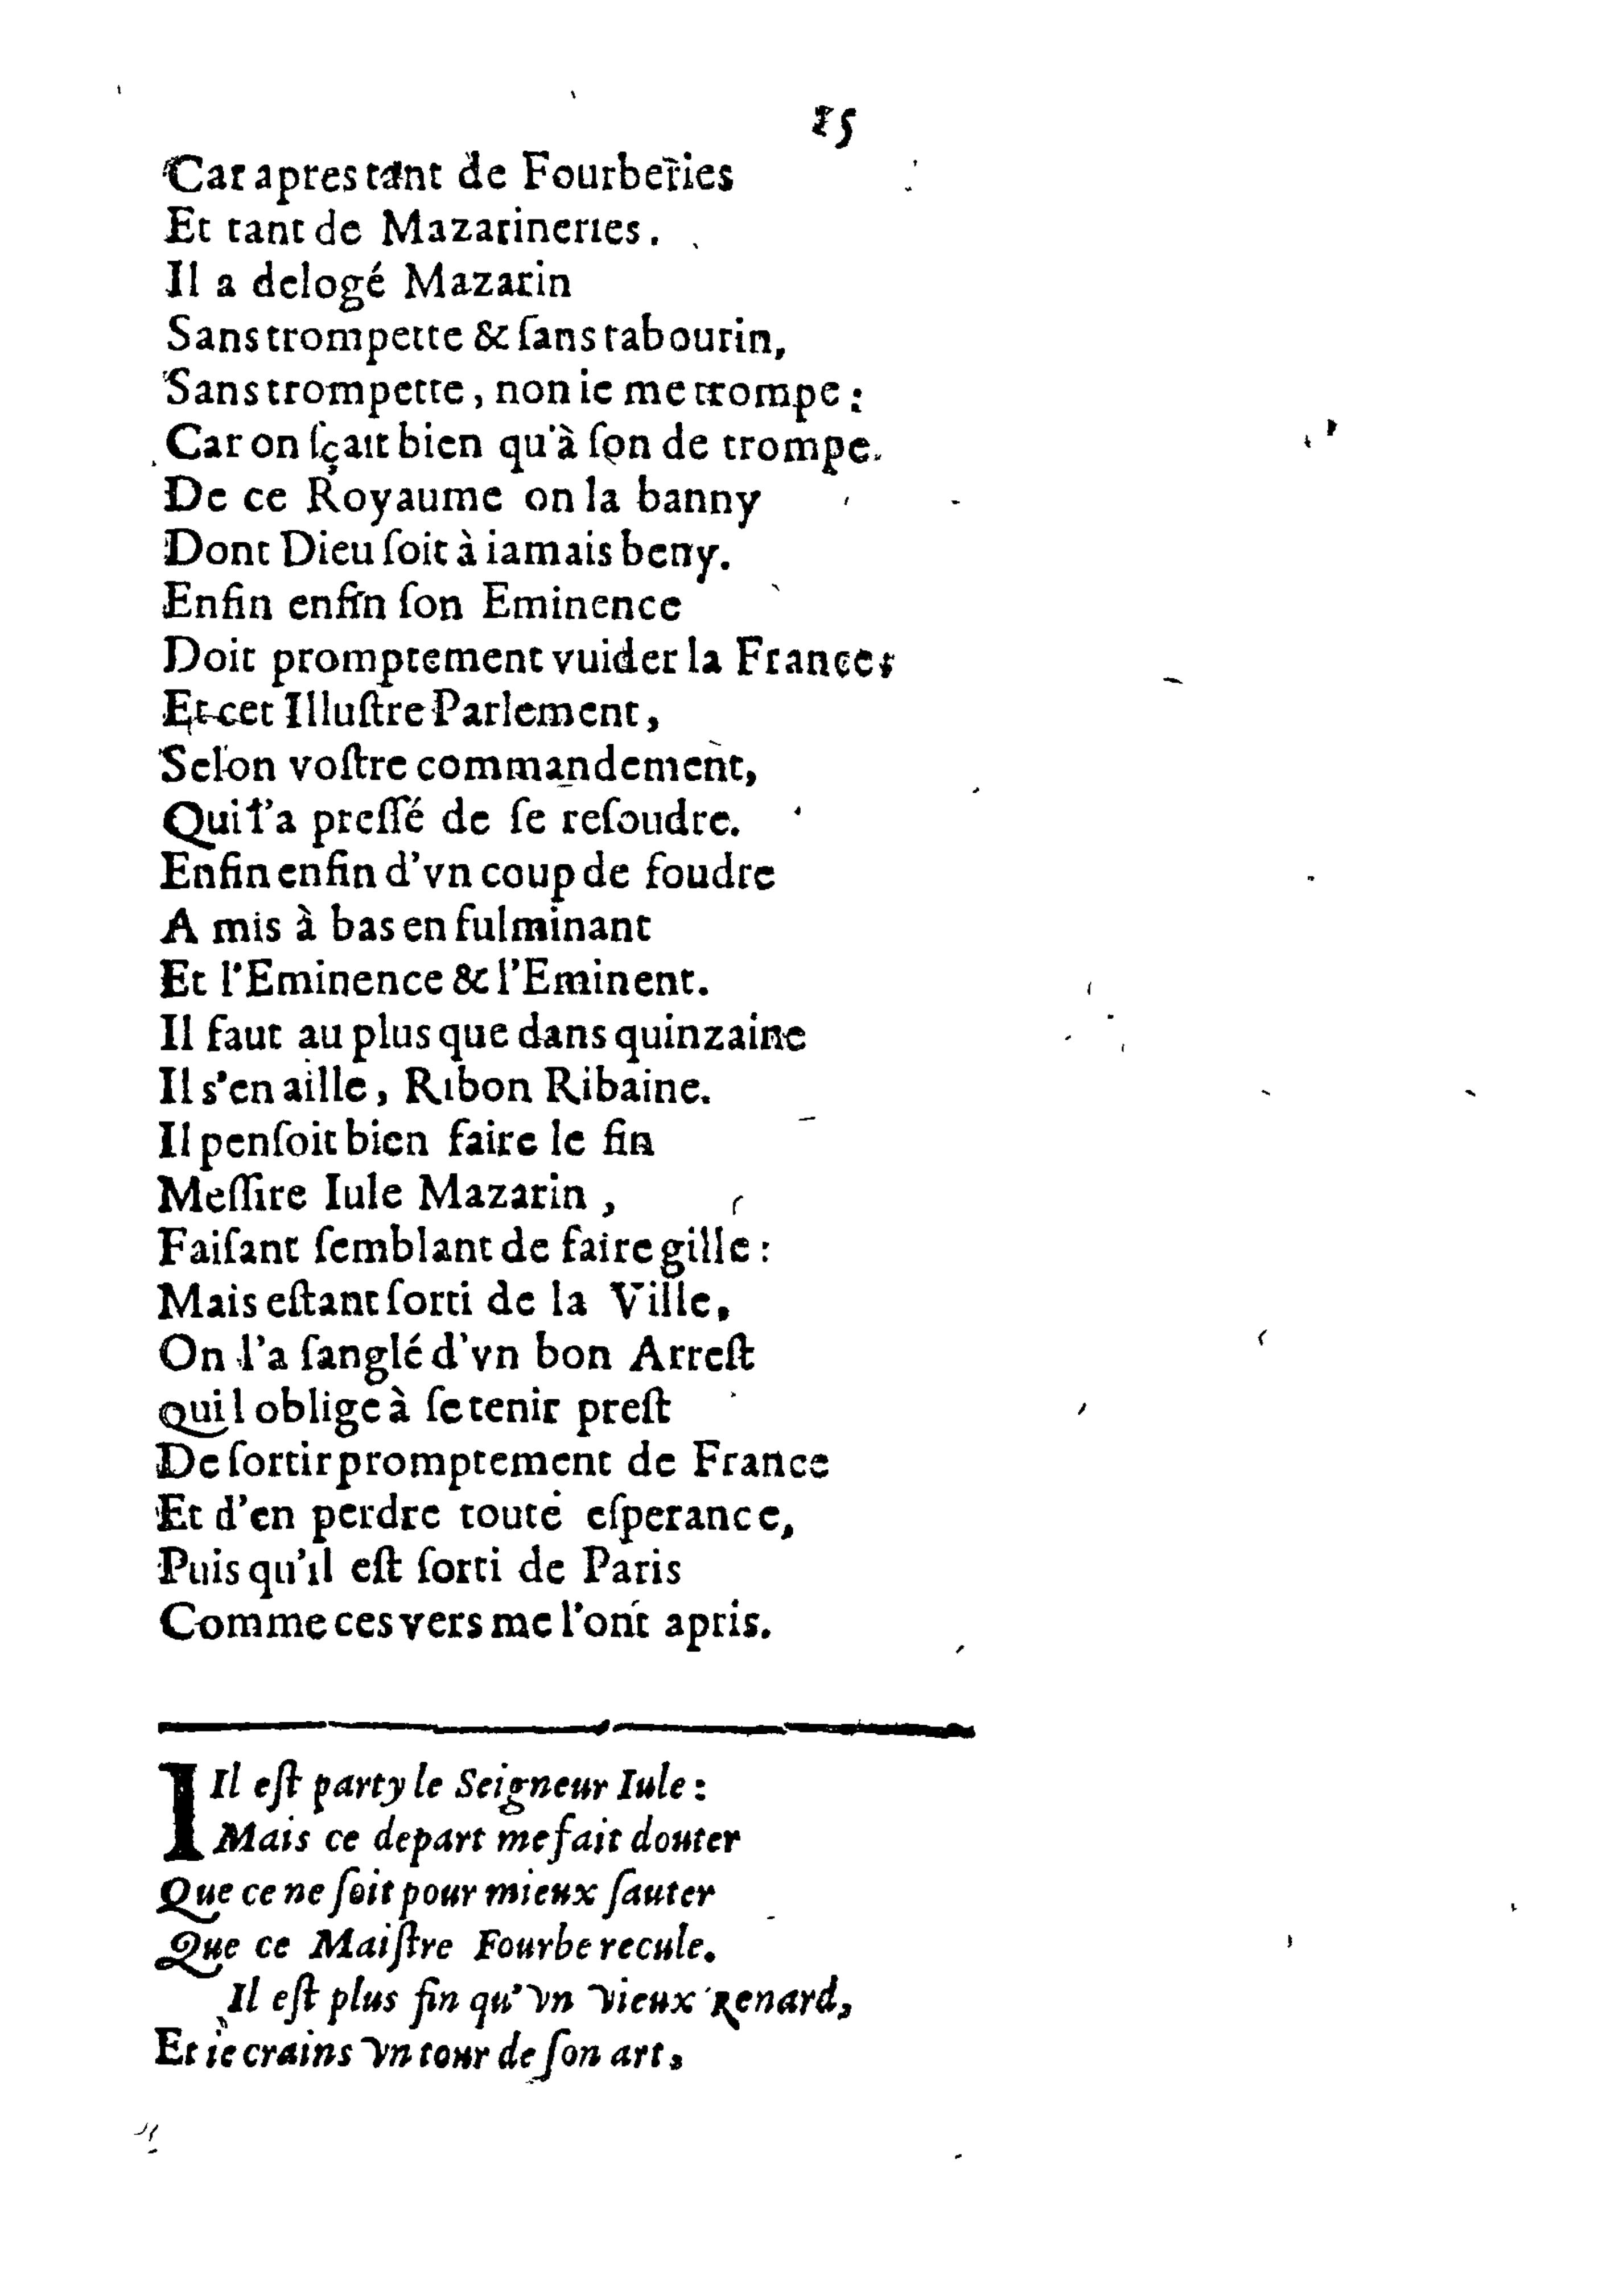 15
Car apres tant de Fourberies
Et tant de Mazarineries.
Il a delogé Mazarin
Sans trompette & ſans tabourin,
Sans trompette, non ie me trompe:
Car on ſçait bien qu'à ſon de trompe.
De ce Royaume on la banny
Dont Dieu ſoit à iamais beny.
Enfin enfin ſon Eminence
Doit promptement vuider la France,
Et cet Illuſtre Parlement,
Selon voſtre commandement,
Qui l'a preſſé de ſe reſoudre.
Enfin enfin d'vn coup de foudre
A mis à bas en fulminant
Et l'Eminence & l'Eminent.
Il faut au plus que dans quinzaine
Il s'en aille, Ribon Ribaine.
Il penſoit bien faire le fin
Meſſire Iule Mazarin,
Faiſant ſemblant de faire gille:
Mais eſtant ſorti de la Ville,
On l'a ſanglé d'vn bon Arreſt
qui l oblige à ſe tenir preſt
De ſortir promptement de France
Et d'en perdre toute eſperance,
Puis qu'il eſt ſorti de Paris
Comme ces vers me l'ont apris.
I Il eſt party le Seigneur Iule:
Mais ce depart me fait douter
Que ce ne ſoit pour mieux ſauter
Que ce Maiſtre Fourbe recule.
Il eſt plus fin qu'vn vieux Renard,
Et ie crains vn tour de ſon art,